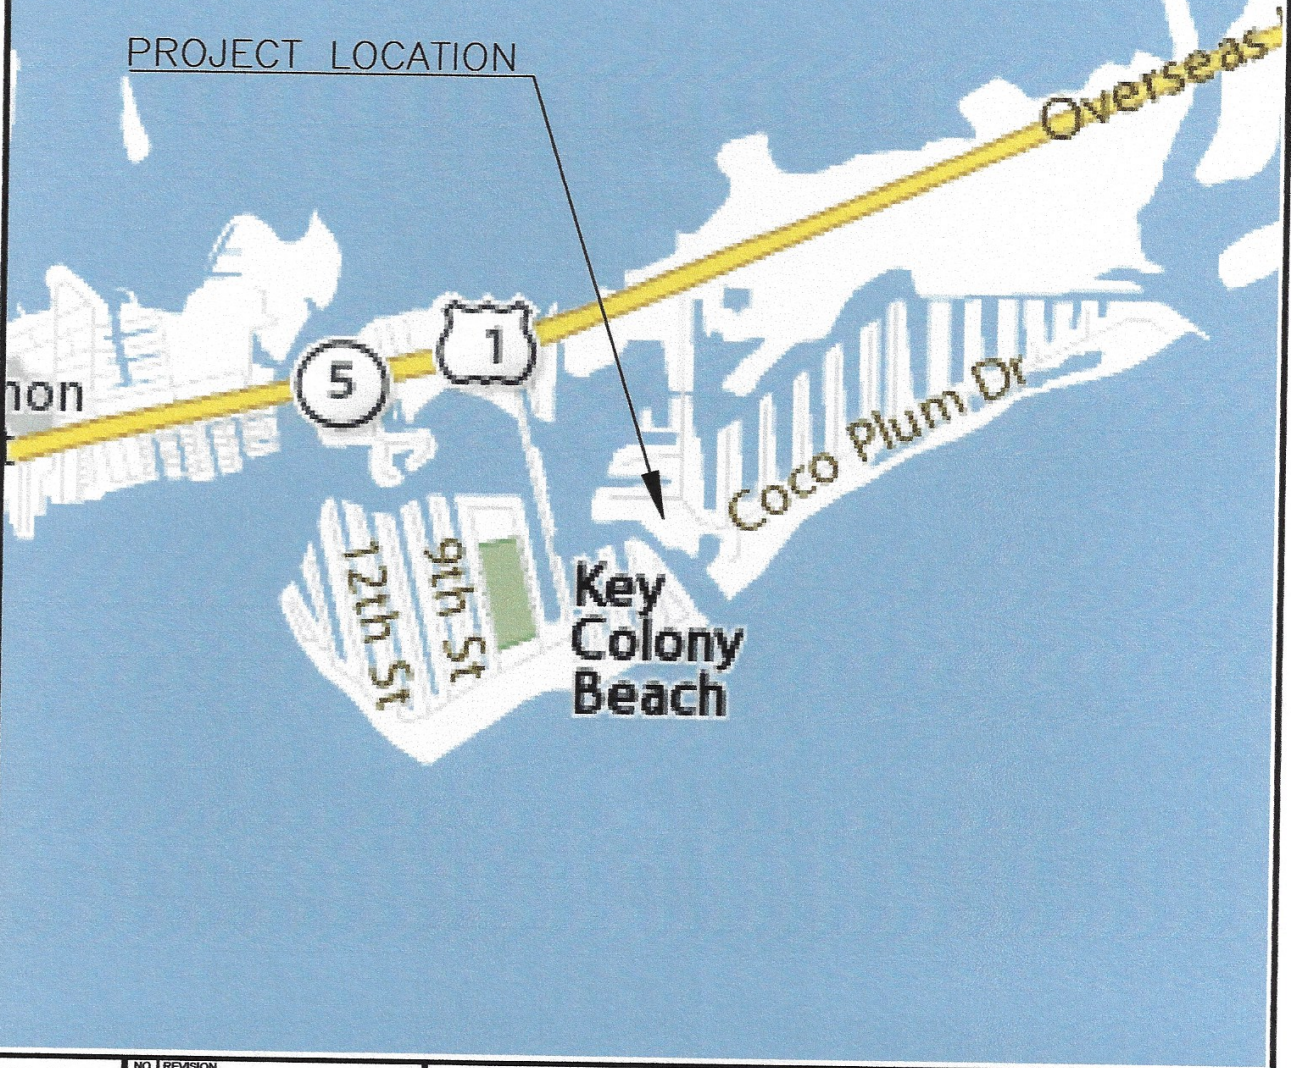 PROJECT LOCATION
Overseas
1
5
non
Coco Plum Dr
12th St
9th St
Key
Colony
Beach
NO REVISION